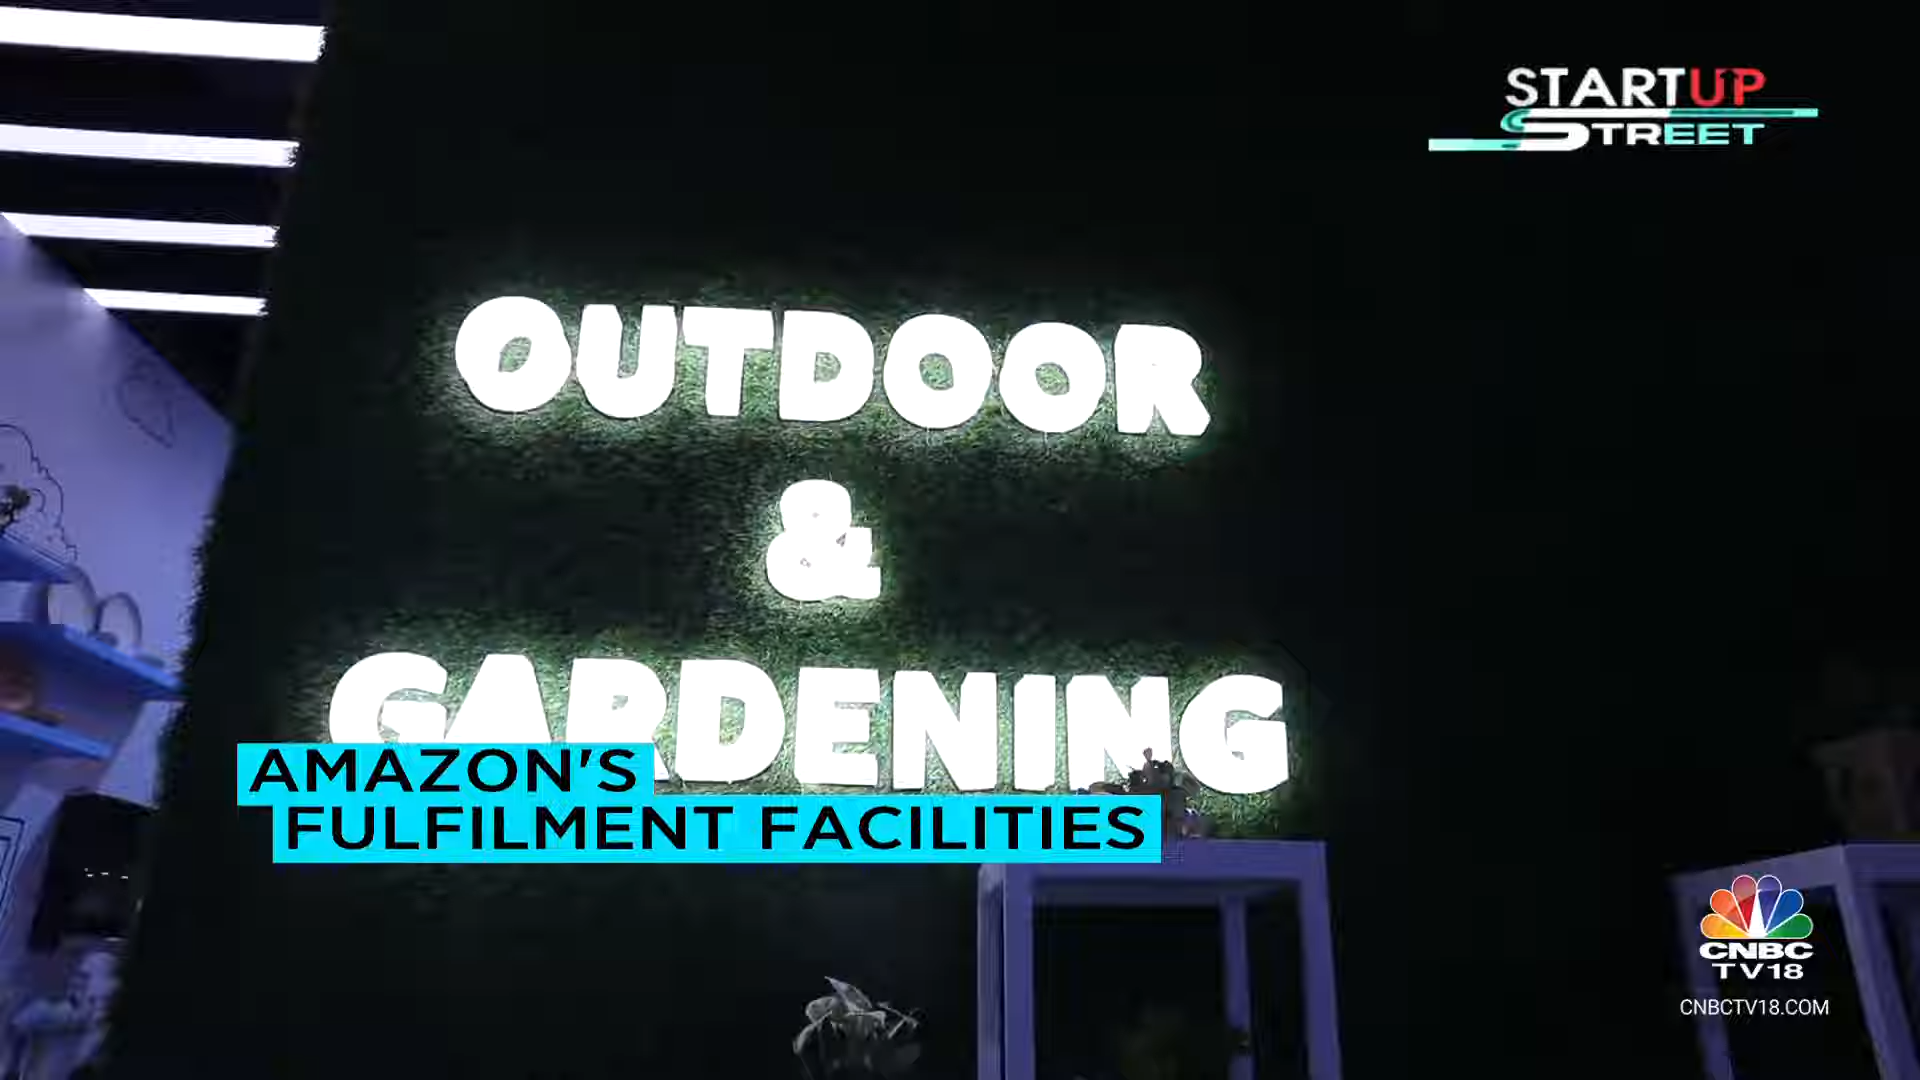 STARTUP
STREET
OUTDOOR
&
GARDENING
AMAZON'S
FULFILMENT FACILITIES
CNBC
TV18
CNBCTV18.COM